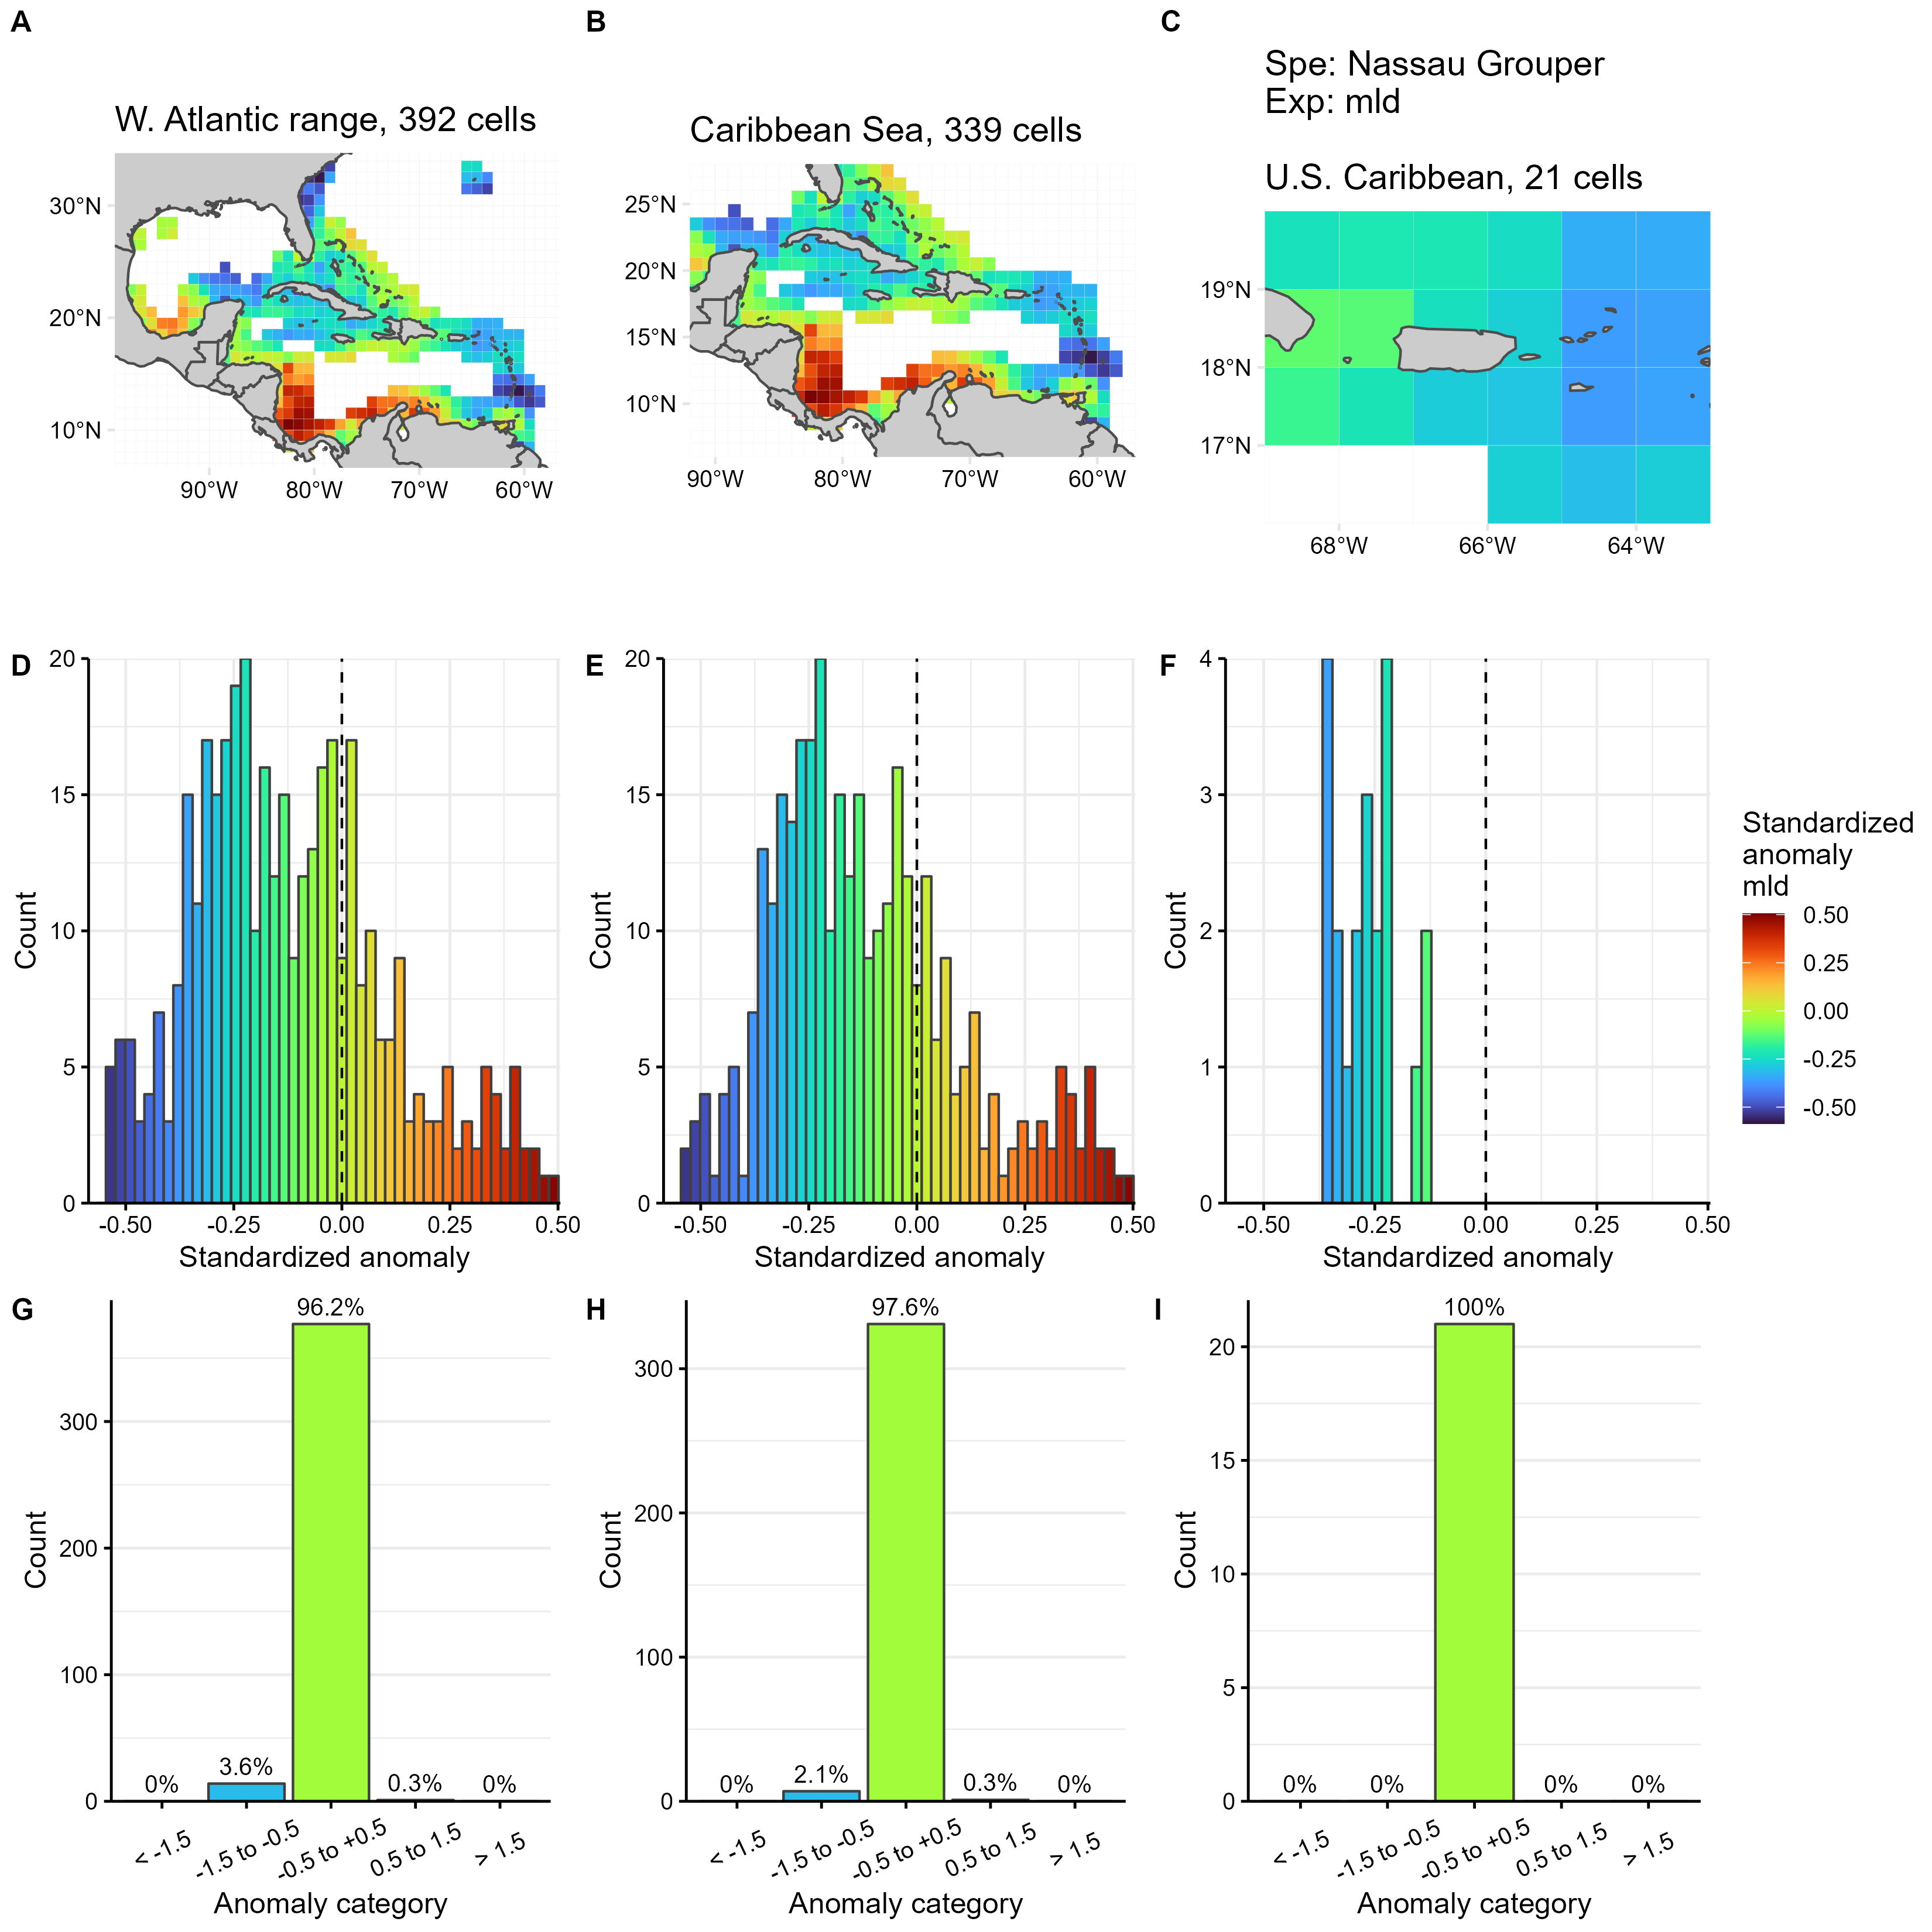 A
B
C
Spe: Nassau Grouper
Exp: mld
W. Atlantic range, 392 cells
Caribbean Sea, 339 cells
U.S. Caribbean, 21 cells
30°N
20°N
10°N
90°W
80°W
70°W
60°W
25°N
20°N
15°N
10°N
90°W
80°W
70°W
60°W
19°N
18°N
17°N
68°W
66°W
64°W
D
20
15
10
5
0
Count
-0.50
-0.25
0.00
0.25
0.50
Standardized anomaly
E
20
15
10
5
0
Count
-0.50
-0.25
0.00
0.25
0.50
Standardized anomaly
F
4
3
2
1
0
Count
-0.50
-0.25
0.00
0.25
0.50
Standardized anomaly
Standardized
anomaly
mld
0.50
0.25
0.00
-0.25
-0.50
G
300
200
100
0
Count
0%
3.6%
96.2%
0.3%
0%
< -1.5
-1.5 to -0.5
-0.5 to +0.5
0.5 to 1.5
> 1.5
Anomaly category
H
300
200
100
0
Count
0%
2.1%
97.6%
0.3%
0%
< -1.5
-1.5 to -0.5
-0.5 to +0.5
0.5 to 1.5
> 1.5
Anomaly category
I
20
15
10
5
0
Count
0%
0%
100%
0%
0%
< -1.5
-1.5 to -0.5
-0.5 to +0.5
0.5 to 1.5
> 1.5
Anomaly category